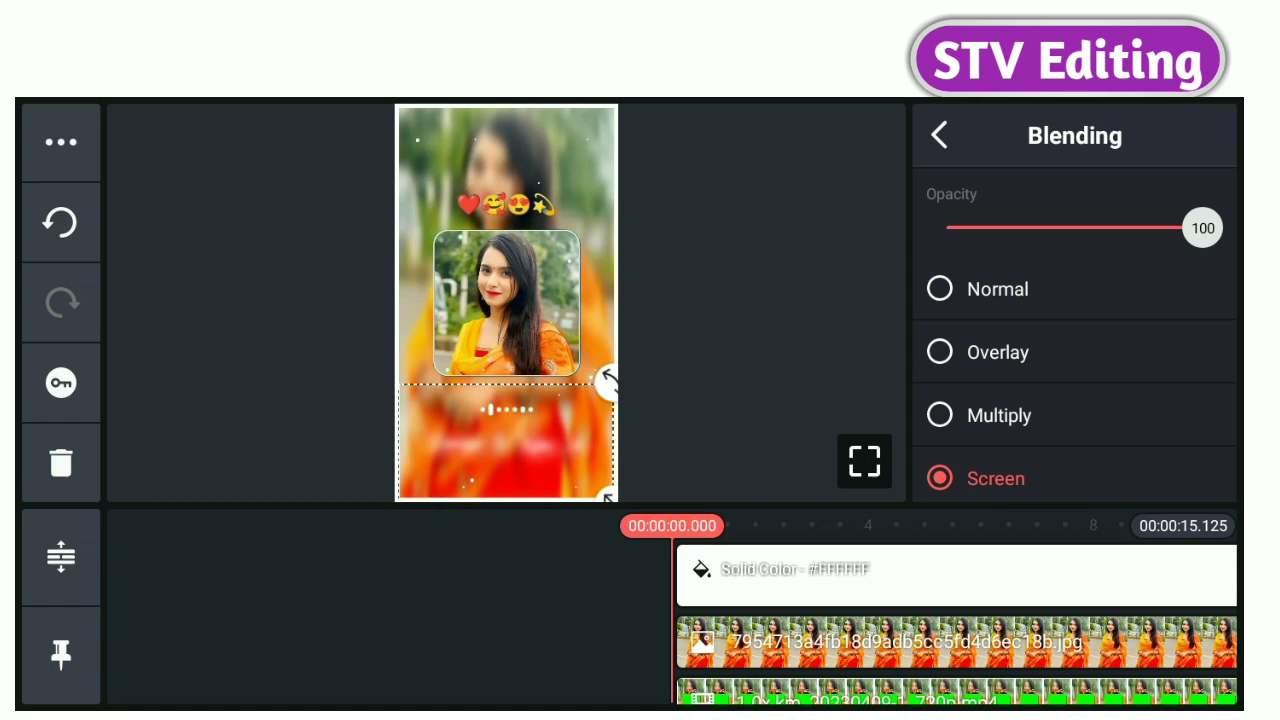 STV Editing
Blending
Opacity
100
Normal
Overlay
Multiply
Screen
00:00:00.000
4
8
00:00:15.125
Solid Color - #FFFFFF
7954713a4fb18d9adb5cc5fd4d6ec18b.jpg